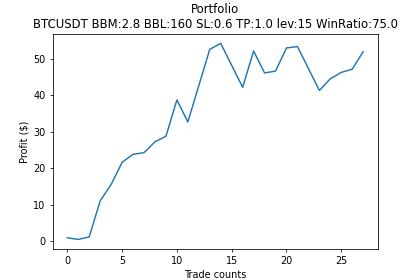 Portfolio
BTCUSDT BBM:2.8 BBL:160 SL:0.6 TP:1.0 lev:15 WinRatio:75.0
50
40
30
20
10
0
Profit ($)
0 5 10 15 20 25
Trade counts